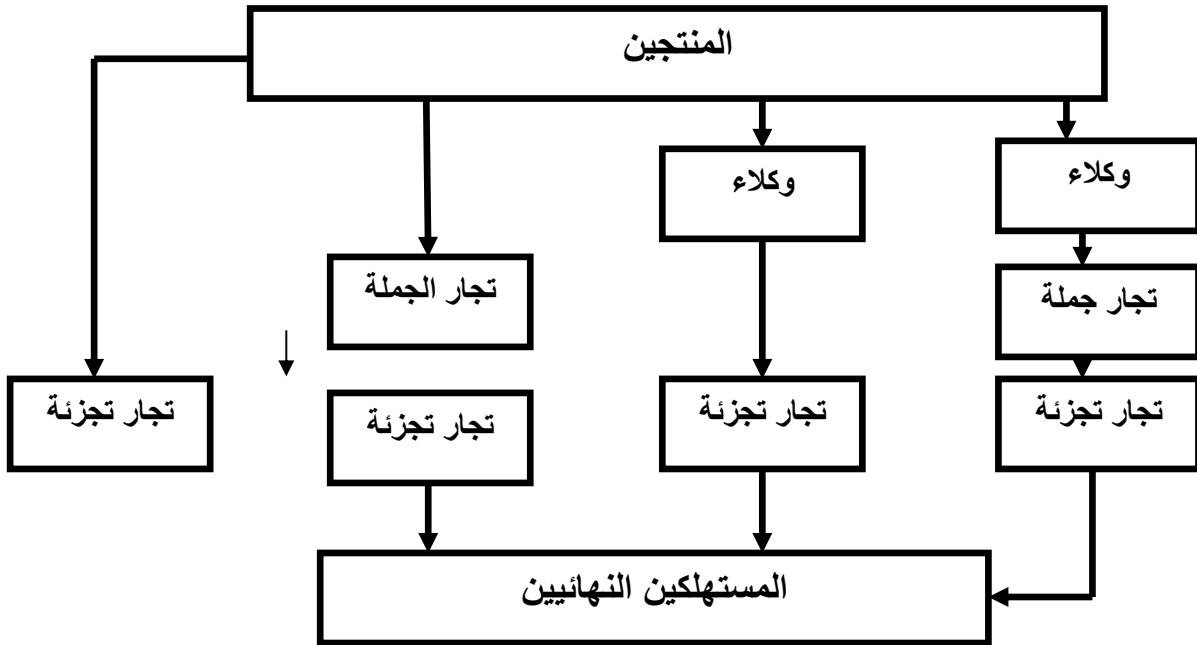 المنتجين
وكلاء
وكلاء
تجار جملة
تجار الجملة
تجار تجزئة
تجار تجزئة
تجار تجزئة
تجار تجزئة
المستهلكين النهائيين